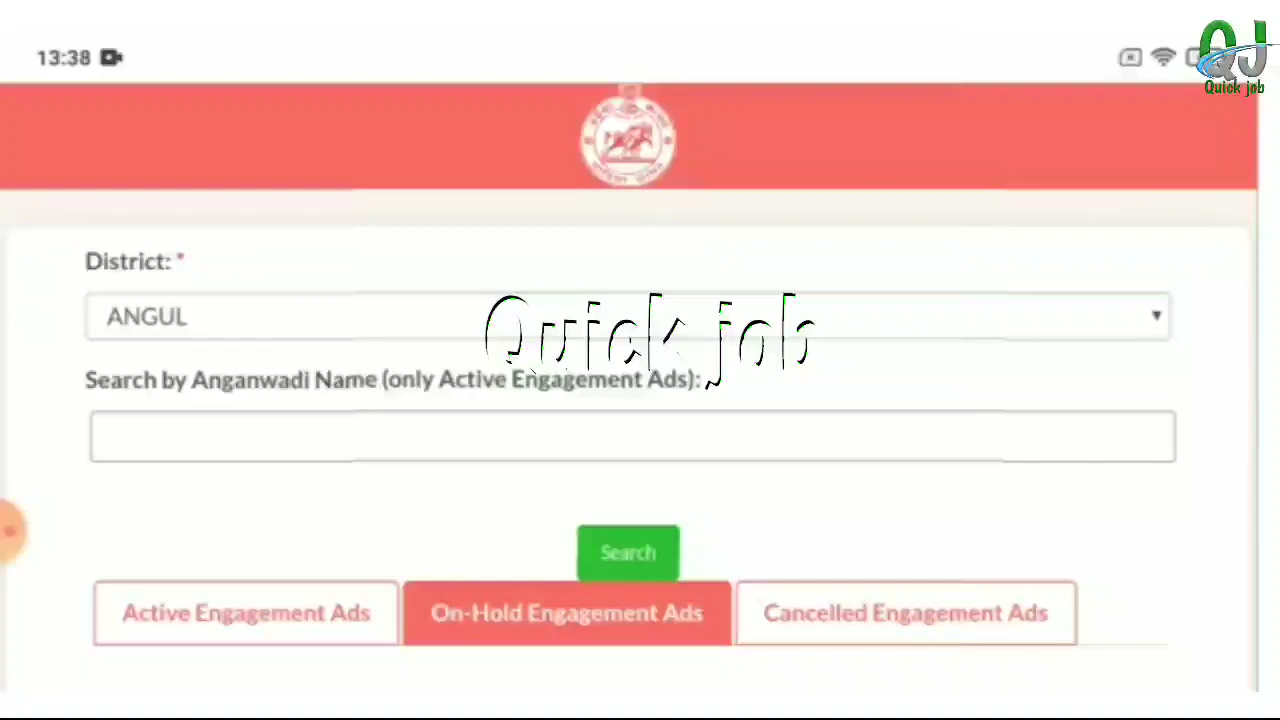 13:38
QJ
Quick job
District: *
ANGUL
Quick job
Search by Anganwadi Name (only Active Engagement Ads):
Search
Active Engagement Ads
On-Hold Engagement Ads
Cancelled Engagement Ads